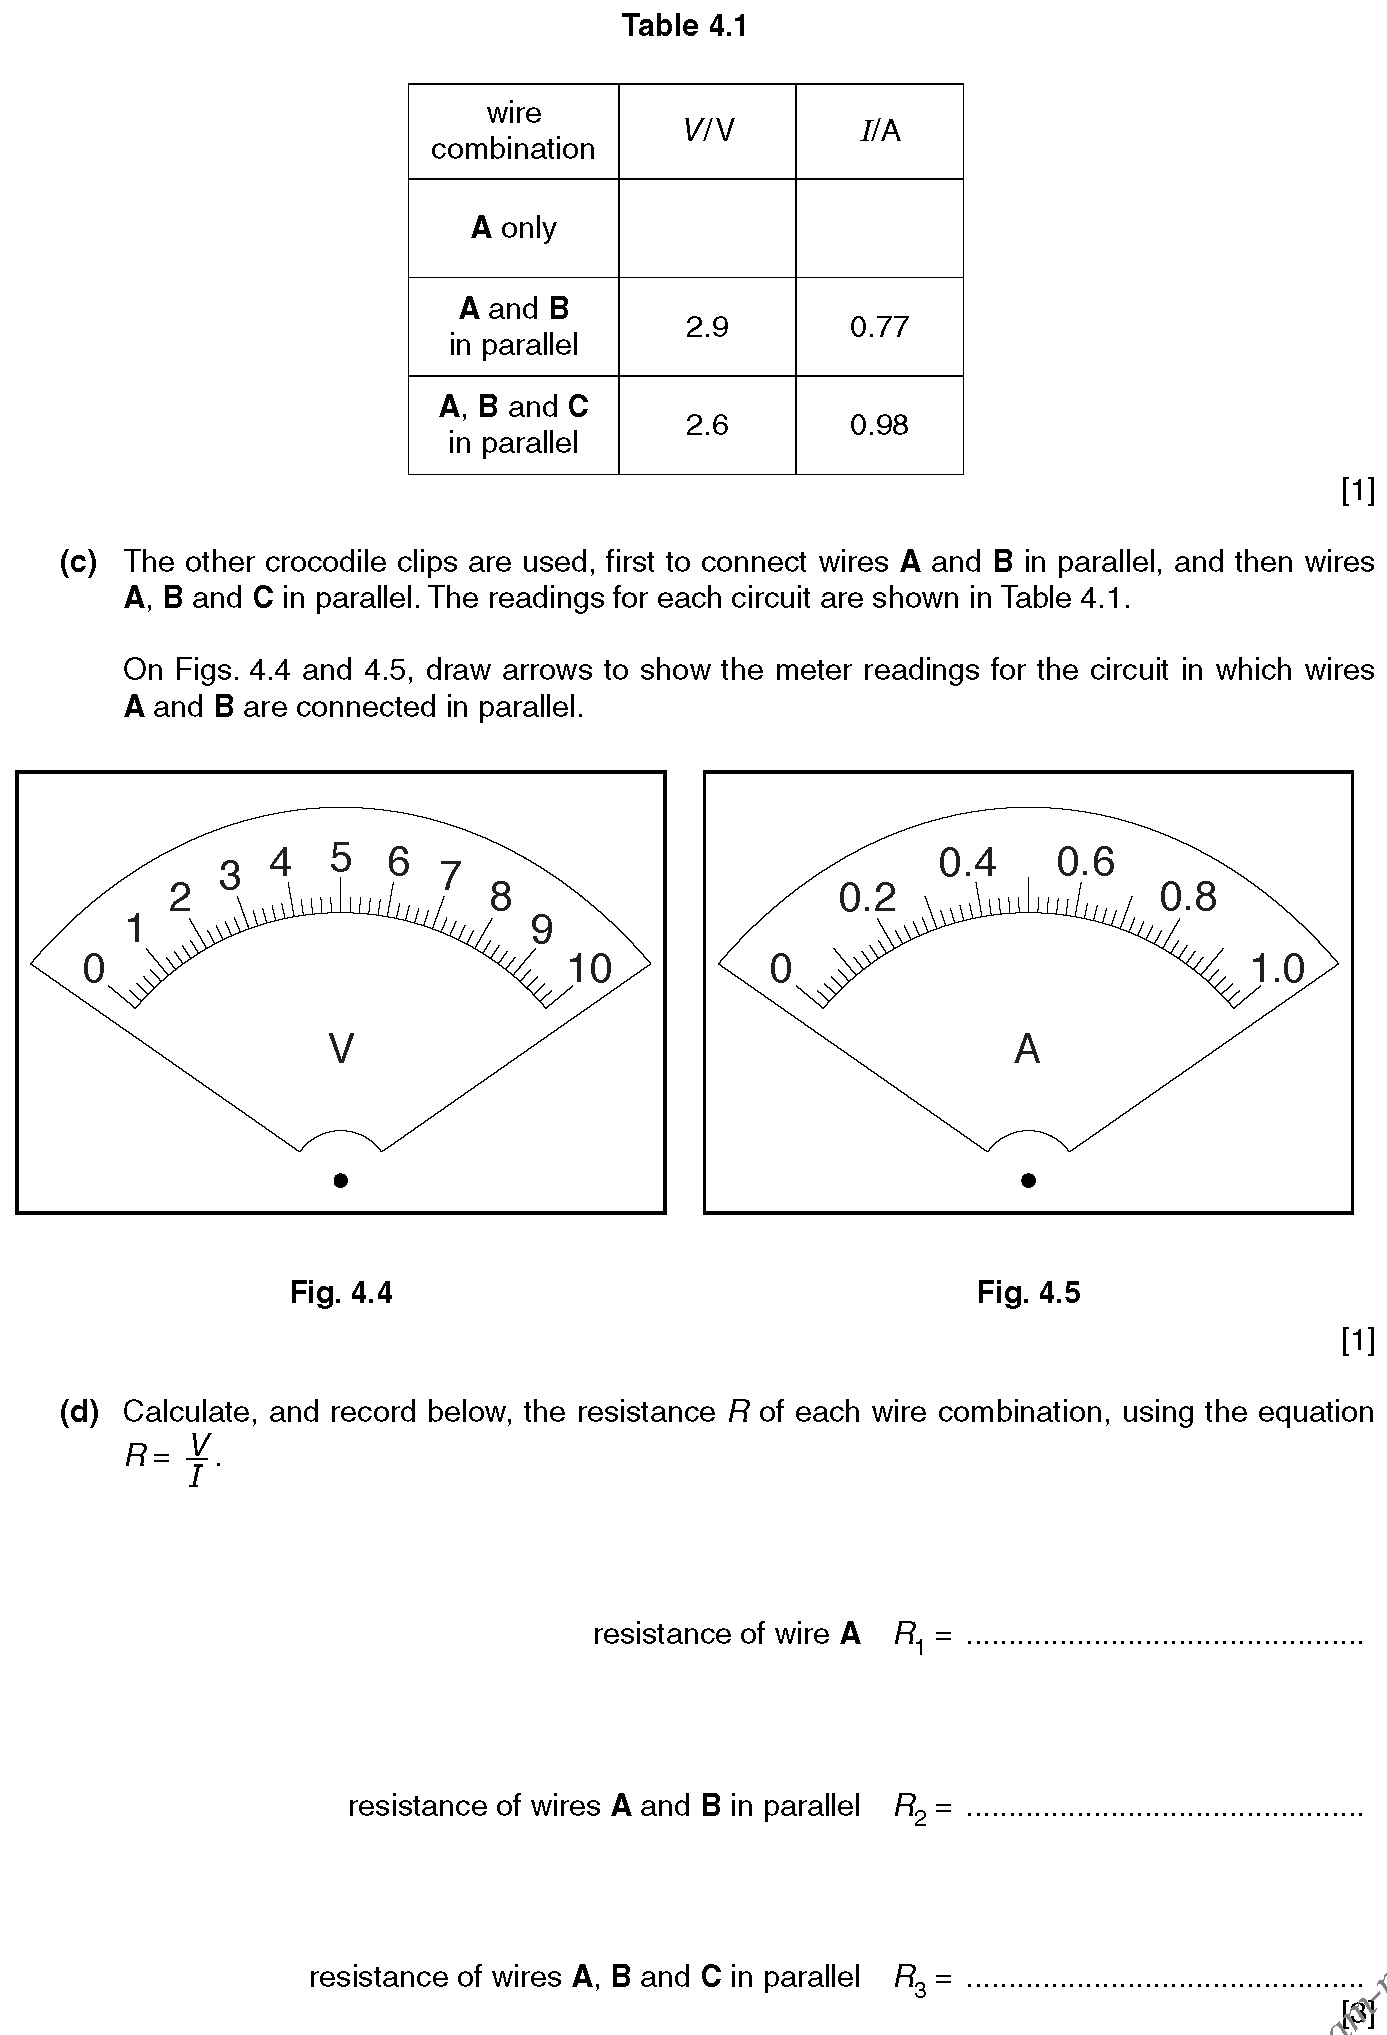 Table 4.1
wire combination V/V I/A
A only
A and B in parallel 2.9 0.77
A, B and C in parallel 2.6 0.98
[1]
(c) The other crocodile clips are used, first to connect wires A and B in parallel, and then wires
A, B and C in parallel. The readings for each circuit are shown in Table 4.1.
On Figs. 4.4 and 4.5, draw arrows to show the meter readings for the circuit in which wires
A and B are connected in parallel.
0 1 2 3 4 5 6 7 8 9 10
V
0 0.2 0.4 0.6 0.8 1.0
A
Fig. 4.4
Fig. 4.5
[1]
(d) Calculate, and record below, the resistance R of each wire combination, using the equation
R = V/I.
resistance of wire A R1 = ...............................................
resistance of wires A and B in parallel R2 = ...............................................
resistance of wires A, B and C in parallel R3 = ...............................................
[3]